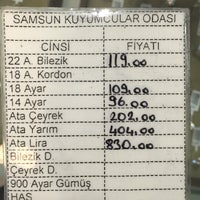 SAMSUN KUYUMCULAR ODASI
CİNSİ FİYATI
22 A. Bilezik 119.00
18 A. Kordon
18 Ayar 109.00
14 Ayar 96.00
Ata Çeyrek 202.00
Ata Yarım 404.00
Ata Lira 830.00
Bilezik D.
Çeyrek D.
900 Ayar Gümüş
HAS